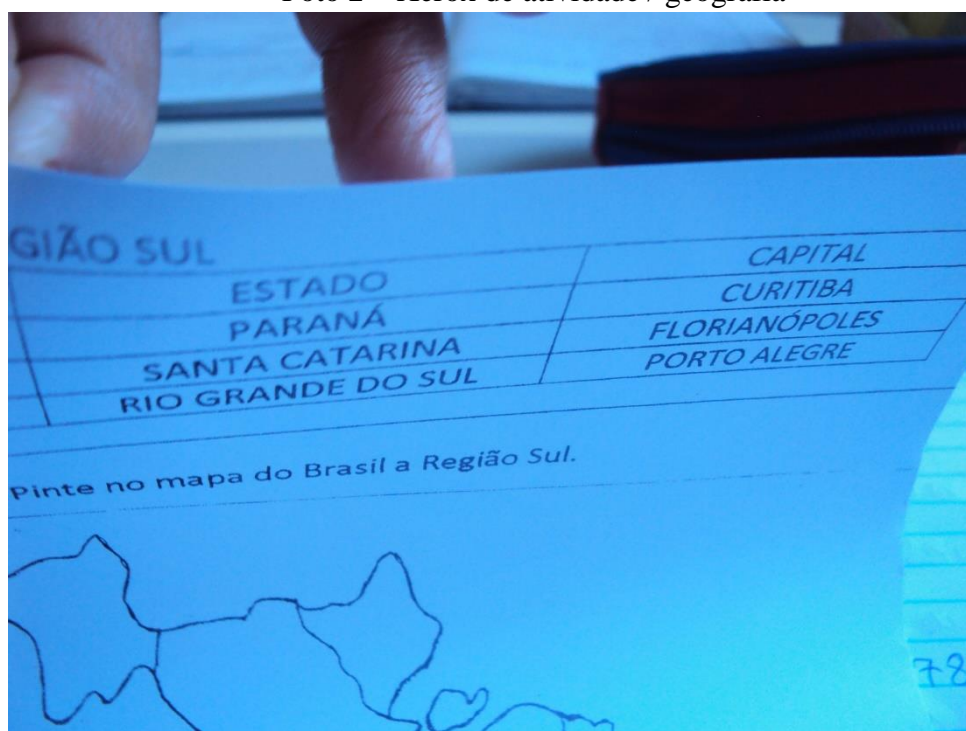 GIÃO SUL
ESTADO CAPITAL
PARANÁ CURITIBA
SANTA CATARINA FLORIANÓPOLES
RIO GRANDE DO SUL PORTO ALEGRE
Pinte no mapa do Brasil a Região Sul.
78